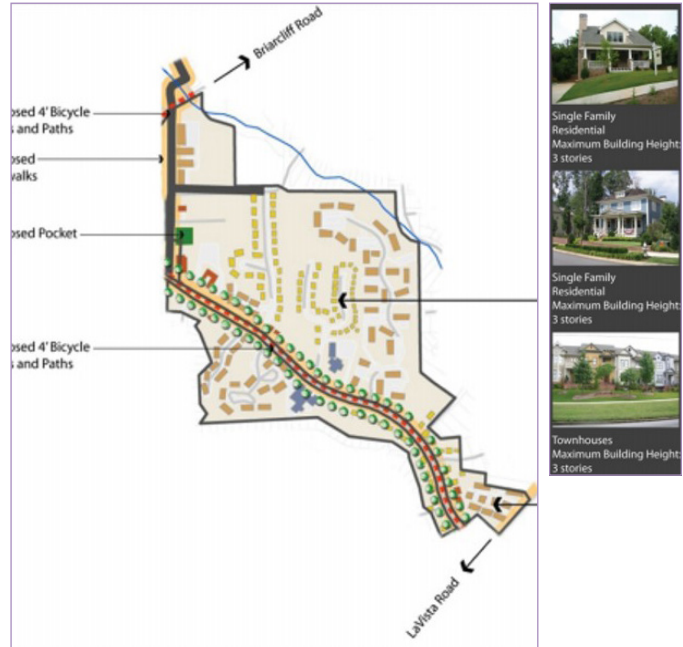 Briarcliff Road
osed 4' Bicycle
s and Paths
osed
walks
osed Pocket
osed 4' Bicycle
s and Paths
LaVista Road
Single Family
Residential
Maximum Building Height:
3 stories
Single Family
Residential
Maximum Building Height:
3 stories
Townhouses
Maximum Building Height:
3 stories